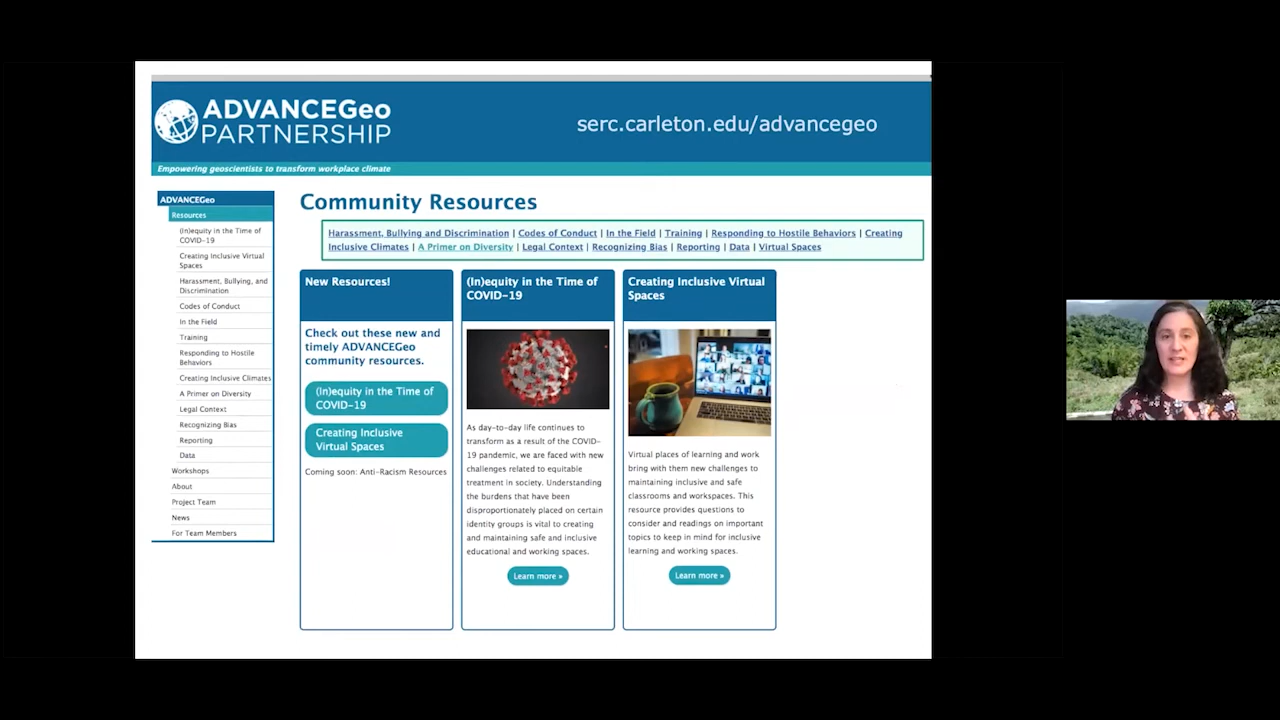 ADVANCEGeo
PARTNERSHIP
serc.carleton.edu/advancegeo
Empowering geoscientists to transform workplace climate
ADVANCEGeo
Resources
(In)equity in the Time of
COVID-19
Creating Inclusive Virtual
Spaces
Harassment, Bullying, and
Discrimination
Codes of Conduct
In the Field
Training
Responding to Hostile
Behaviors
Creating Inclusive Climates
A Primer on Diversity
Legal Context
Recognizing Bias
Reporting
Data
Workshops
About
Project Team
News
For Team Members
Community Resources
Harassment, Bullying and Discrimination | Codes of Conduct | In the Field | Training | Responding to Hostile Behaviors | Creating
Inclusive Climates | A Primer on Diversity | Legal Context | Recognizing Bias | Reporting | Data | Virtual Spaces
New Resources!
Check out these new and
timely ADVANCEGeo
community resources.
(In)equity in the Time of
COVID-19
Creating Inclusive
Virtual Spaces
Coming soon: Anti-Racism Resources
(In)equity in the Time of
COVID-19
As day-to-day life continues to
transform as a result of the COVID-
19 pandemic, we are faced with new
challenges related to equitable
treatment in society. Understanding
the burdens that have been
disproportionately placed on certain
identity groups is vital to creating
and maintaining safe and inclusive
educational and working spaces.
Learn more »
Creating Inclusive Virtual
Spaces
Virtual places of learning and work
bring with them new challenges to
maintaining inclusive and safe
classrooms and workspaces. This
resource provides questions to
consider and readings on important
topics to keep in mind for inclusive
learning and working spaces.
Learn more »